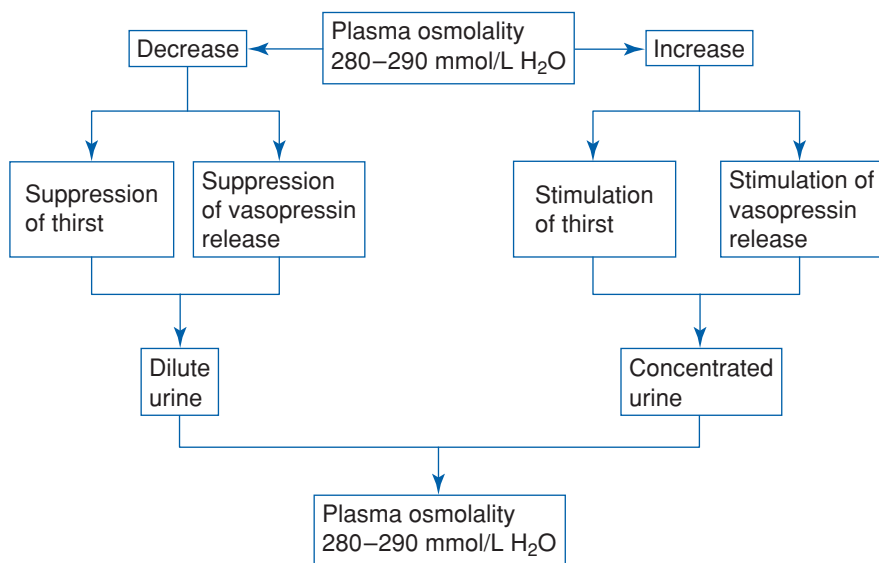 Plasma osmolality
280–290 mmol/L H₂O
Decrease
Increase
Suppression
of thirst
Suppression
of vasopressin
release
Stimulation
of thirst
Stimulation of
vasopressin
release
Dilute
urine
Concentrated
urine
Plasma osmolality
280–290 mmol/L H₂O